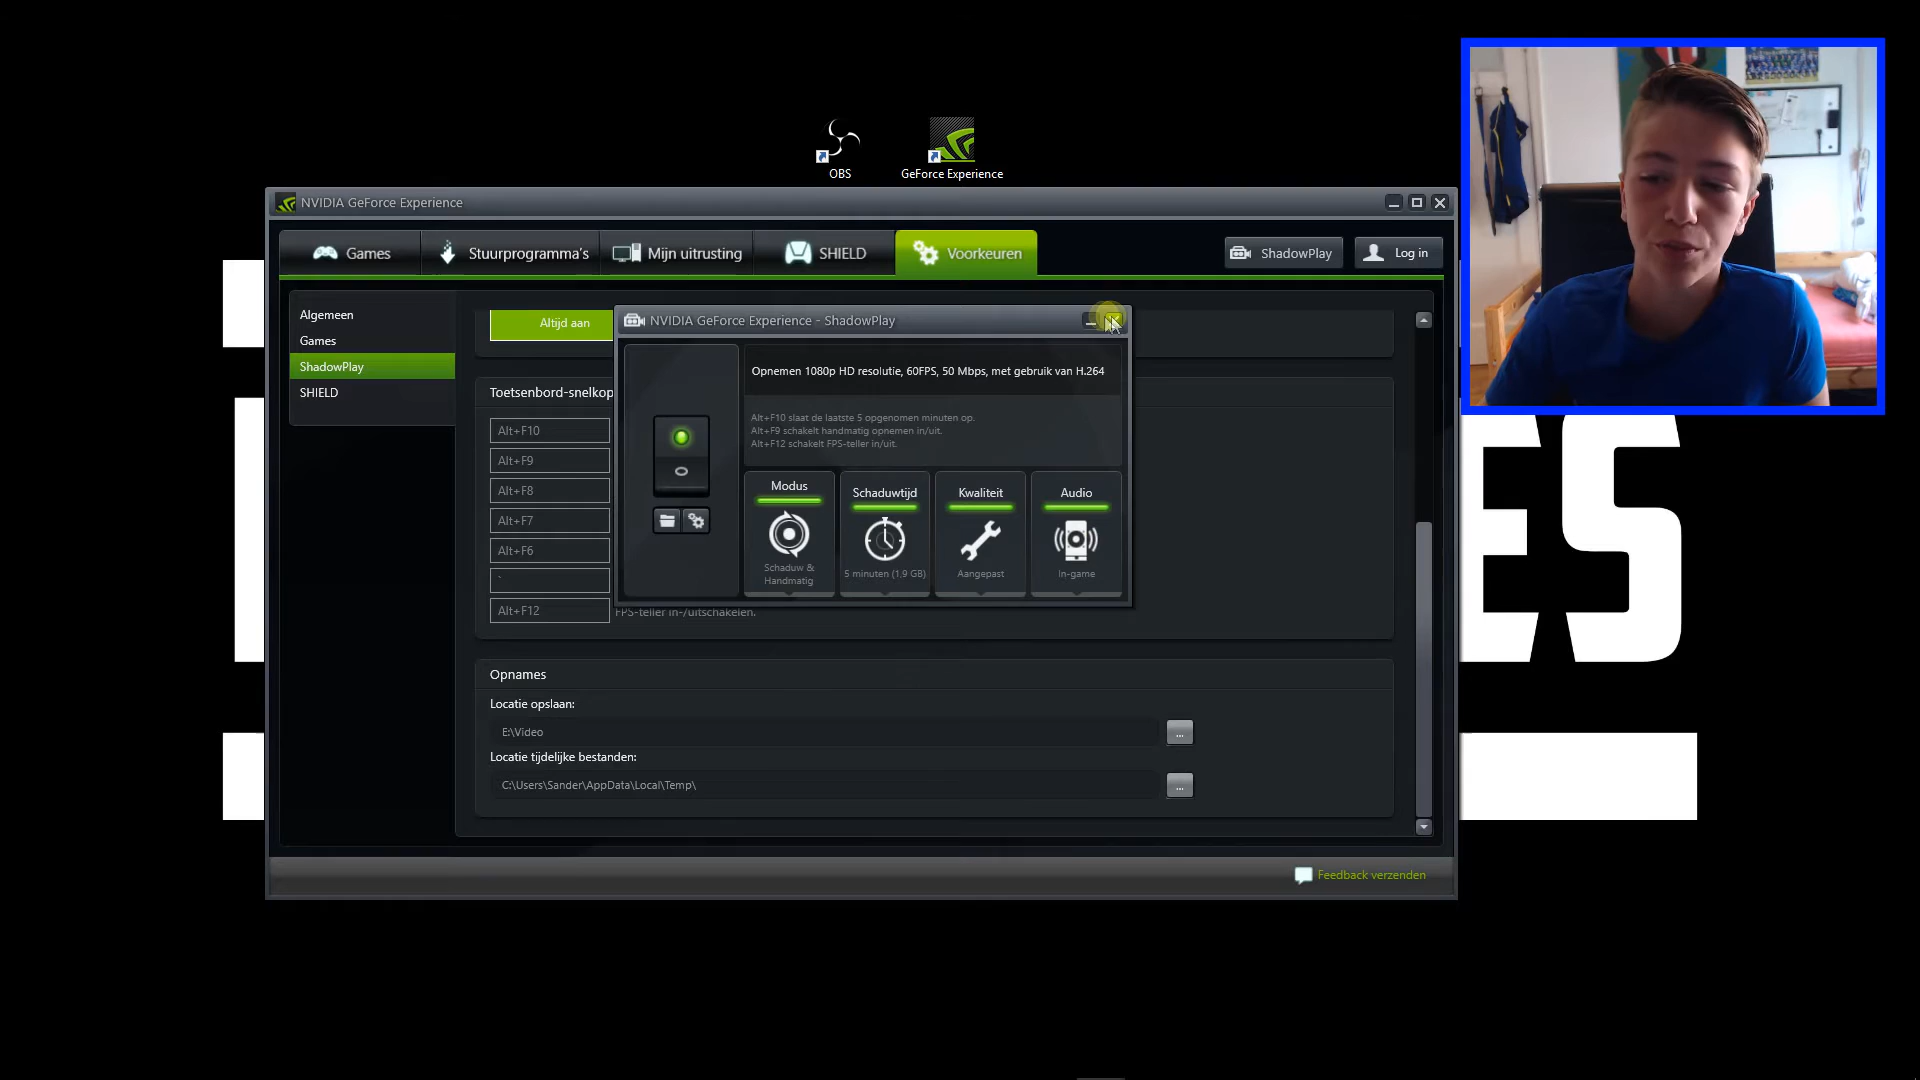 OBS
GeForce Experience
NVIDIA GeForce Experience
Games
Stuurprogramma's
Mijn uitrusting
SHIELD
Voorkeuren
ShadowPlay
Log in
Algemeen
Games
ShadowPlay
SHIELD
Altijd aan
NVIDIA GeForce Experience - ShadowPlay
Opnemen 1080p HD resolutie, 60FPS, 50 Mbps, met gebruik van H.264
Alt+F10 slaat de laatste 5 opgenomen minuten op.
Alt+F9 schakelt handmatig opnemen in/uit.
Alt+F12 schakelt FPS-teller in/uit.
Modus
Schaduw &
Handmatig
Schaduwtijd
5 minuten (1,9 GB)
Kwaliteit
Aangepast
Audio
In-game
Toetsenbord-snelkop
Alt+F10
Alt+F9
Alt+F8
Alt+F7
Alt+F6
`
Alt+F12
FPS-teller in-/uitschakelen.
Opnames
Locatie opslaan:
E:\Video
...
Locatie tijdelijke bestanden:
C:\Users\Sander\AppData\Local\Temp\
...
Feedback verzenden
ES